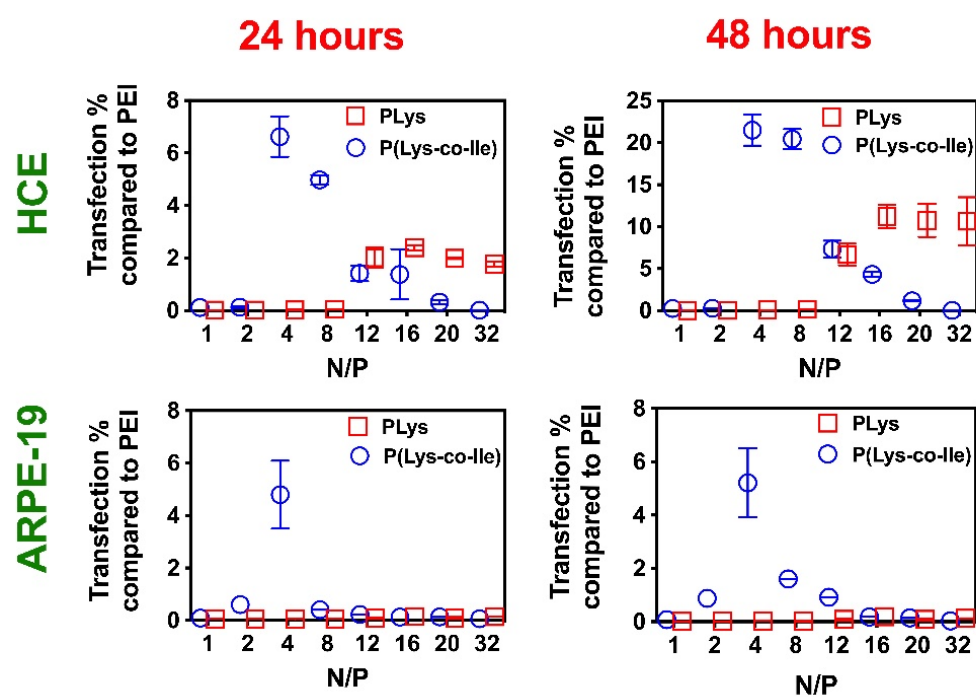 24 hours
48 hours
HCE
Transfection %
compared to PEI
8
6
4
2
0
PLys
P(Lys-co-Ile)
1 2 4 8 12 16 20 32
N/P
Transfection %
compared to PEI
25
20
15
10
5
0
PLys
P(Lys-co-Ile)
1 2 4 8 12 16 20 32
N/P
ARPE-19
Transfection %
compared to PEI
8
6
4
2
0
PLys
P(Lys-co-Ile)
1 2 4 8 12 16 20 32
N/P
Transfection %
compared to PEI
8
6
4
2
0
PLys
P(Lys-co-Ile)
1 2 4 8 12 16 20 32
N/P